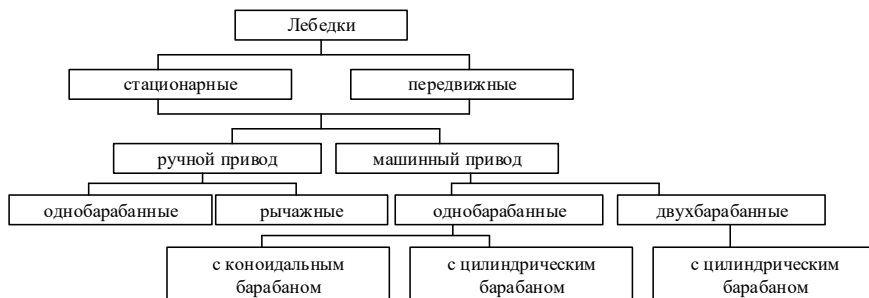 Лебедки
стационарные
передвижные
ручной привод
машинный привод
однобарабанные
рычажные
однобарабанные
двухбарабанные
с коноидальным
барабаном
с цилиндрическим
барабаном
с цилиндрическим
барабаном